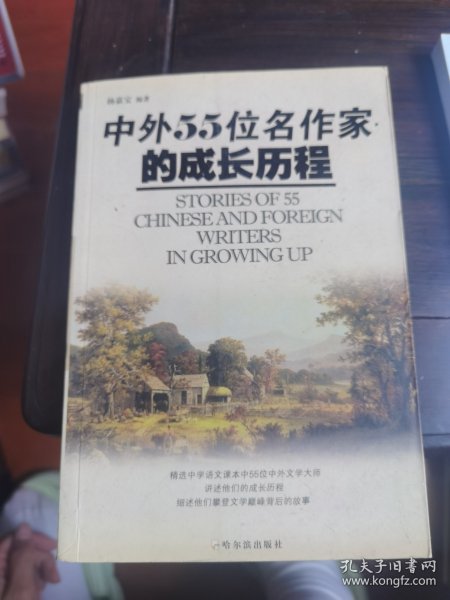 杨嘉宝 编著
中外55位名作家
的成长历程
STORIES OF 55
CHINESE AND FOREIGN
WRITERS
IN GROWING UP
精选中学语文课本中55位中外文学大师
讲述他们的成长历程
细述他们攀登文学巅峰背后的故事
哈尔滨出版社
孔夫子旧书网
www.kongfz.com